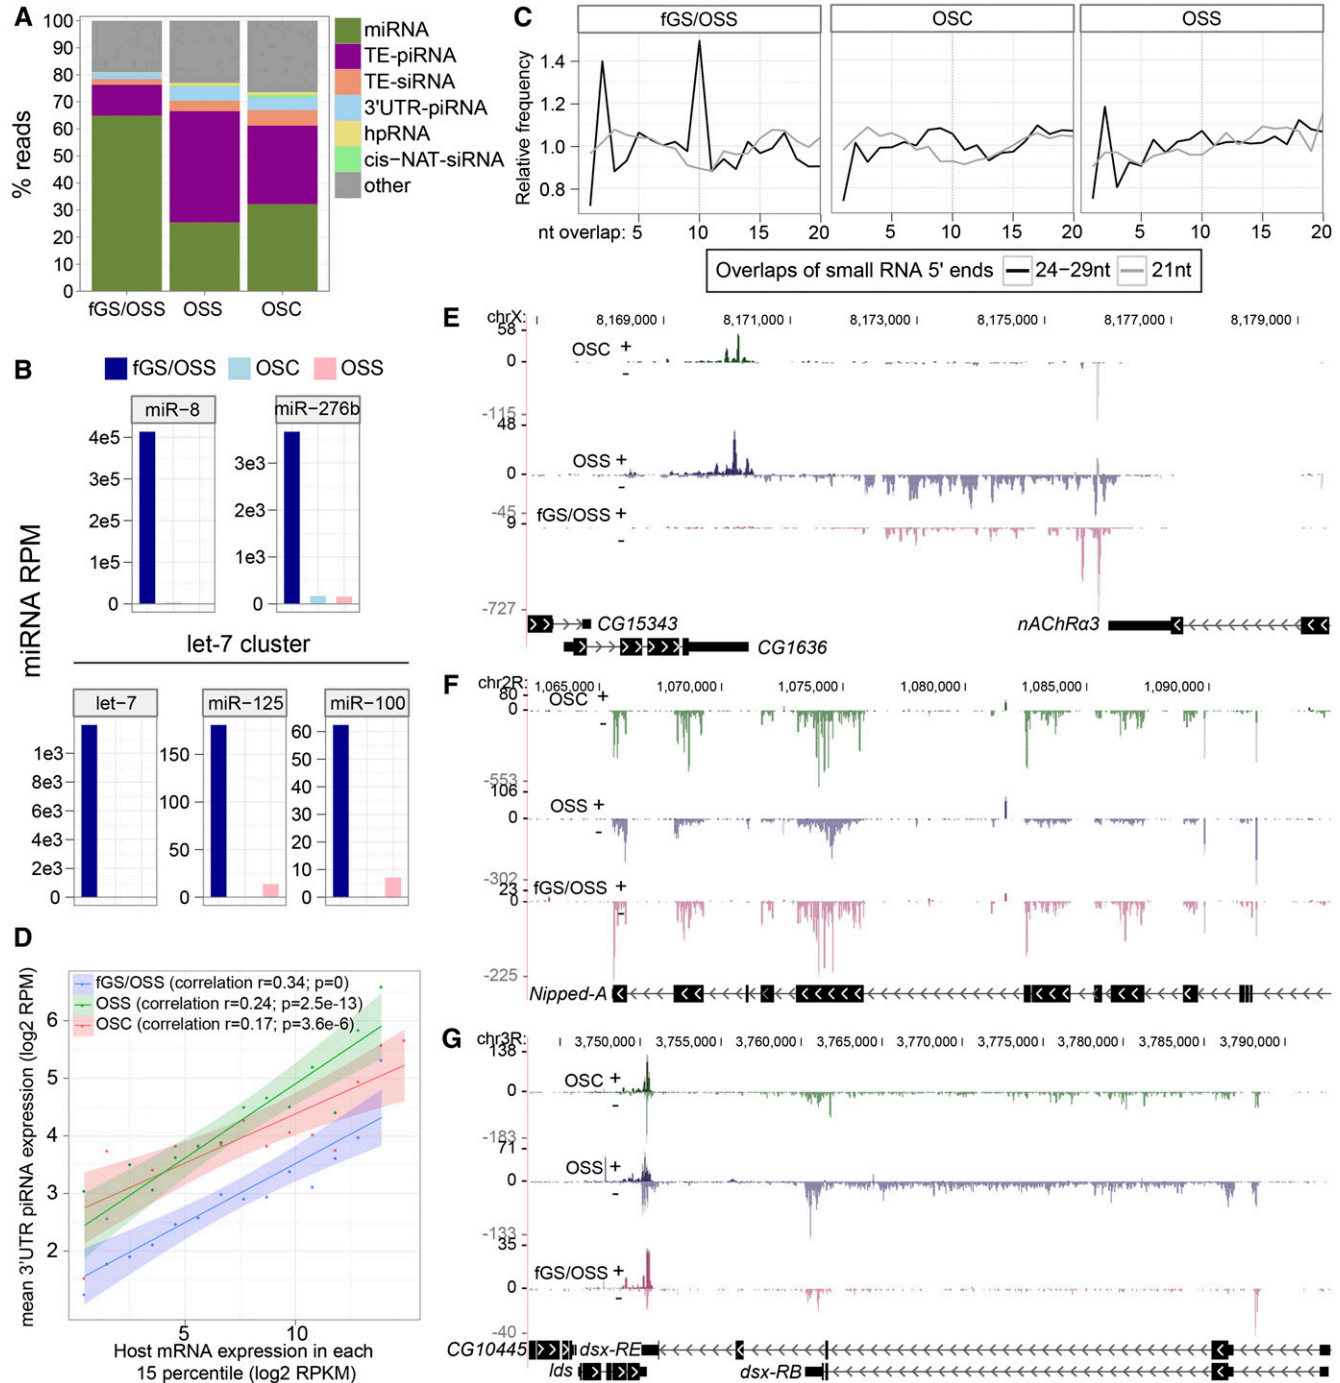 A
% reads
100
90
80
70
60
50
40
30
20
10
0
fGS/OSS OSS OSC
miRNA
TE-piRNA
TE-siRNA
3'UTR-piRNA
hpRNA
cis−NAT-siRNA
other
B
fGS/OSS OSC OSS
miRNA RPM
miR−8
4e5
3e5
2e5
1e5
0
miR−276b
3e3
2e3
1e3
0
let-7 cluster
let−7
1e3
8e3
6e3
4e3
2e3
0
miR−125
150
100
50
0
miR−100
60
50
40
30
20
10
0
C
fGS/OSS OSC OSS
Relative frequency
1.4
1.2
1.0
0.8
nt overlap: 5 10 15 20
5 10 15 20
5 10 15 20
Overlaps of small RNA 5' ends 24−29nt 21nt
D
fGS/OSS (correlation r=0.34; p=0)
OSS (correlation r=0.24; p=2.5e-13)
OSC (correlation r=0.17; p=3.6e-6)
mean 3'UTR piRNA expression (log2 RPM)
6
5
4
3
2
5 10
Host mRNA expression in each
15 percentile (log2 RPKM)
E
chrX: 8,169,000 8,171,000 8,173,000 8,175,000 8,177,000 8,179,000
58
OSC +
0
-
-115
48
OSS +
0
-
-45
fGS/OSS +
9
-
-727
CG15343
nAChRα3
CG1636
F
chr2R: 1,065,000 1,070,000 1,075,000 1,080,000 1,085,000 1,090,000
80
OSC +
0
-
-553
106
OSS +
0
-
-302
23
fGS/OSS +
0
-
-225
Nipped-A
G
chr3R: 3,750,000 3,755,000 3,760,000 3,765,000 3,770,000 3,775,000 3,780,000 3,785,000 3,790,000
138
OSC +
0
-
-183
71
OSS +
0
-
-133
35
fGS/OSS +
0
-
-40
CG10445 dsx-RE
lds dsx-RB